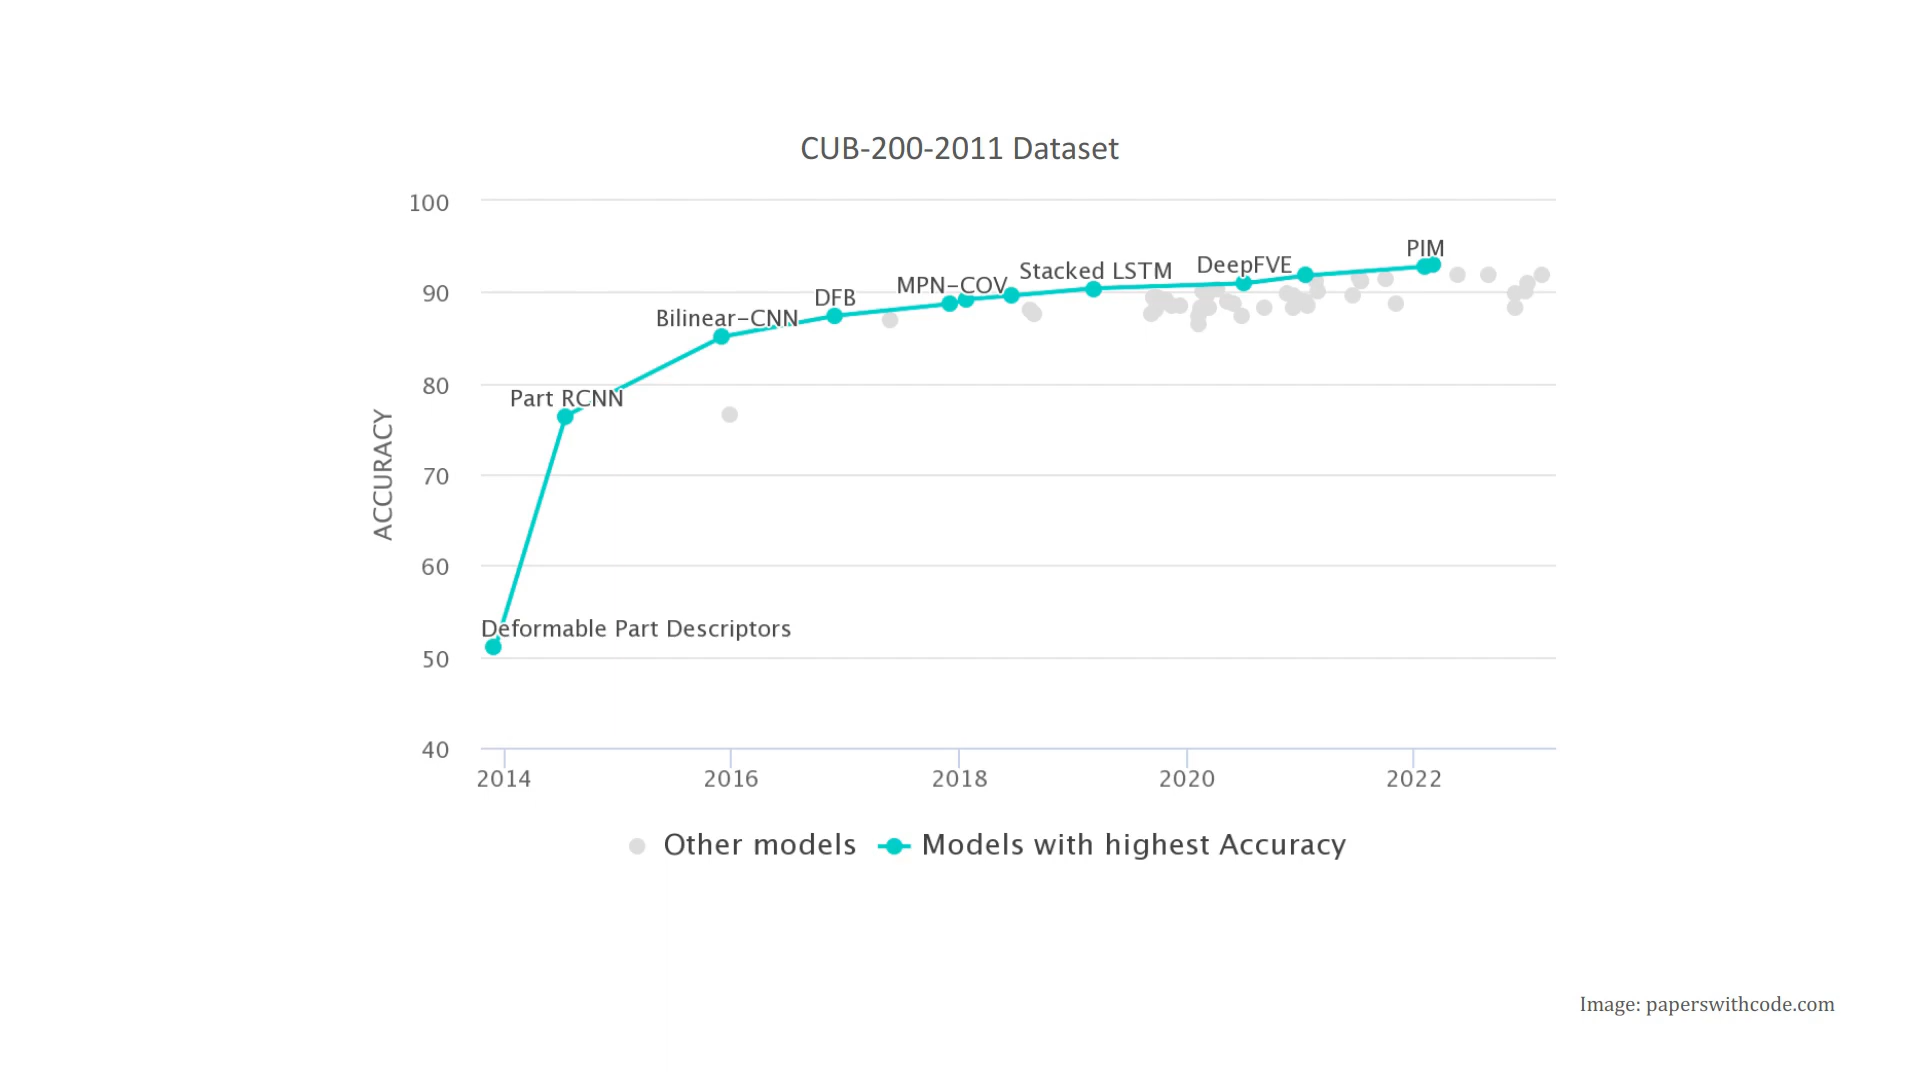 CUB-200-2011 Dataset
100
90
80
70
60
50
40
ACCURACY
PIM
DeepFVE
Stacked LSTM
MPN-COV
DFB
Bilinear-CNN
Part RCNN
Deformable Part Descriptors
2014 2016 2018 2020 2022
Other models Models with highest Accuracy
Image: paperswithcode.com